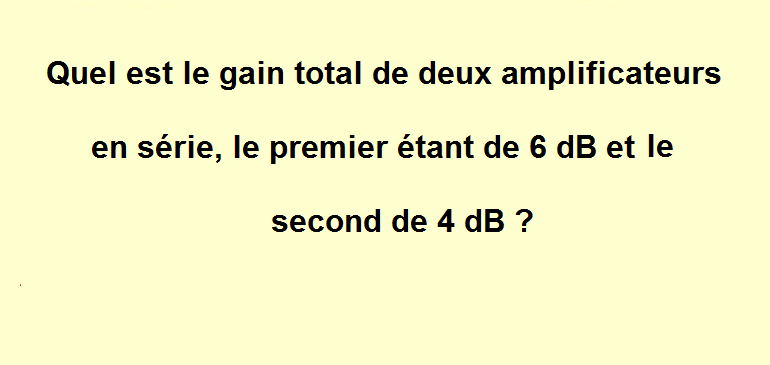 Quel est le gain total de deux amplificateurs
en série, le premier étant de 6 dB et le
second de 4 dB ?